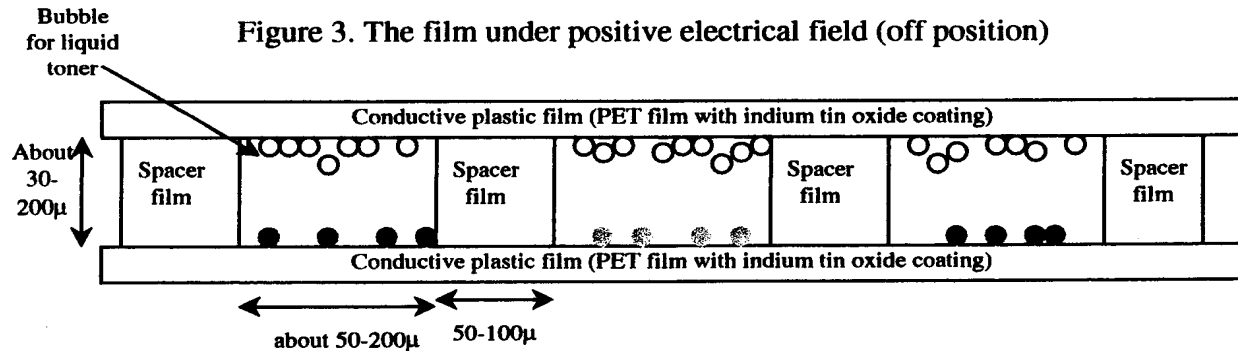 Bubble
for liquid
toner
Figure 3. The film under positive electrical field (off position)
Conductive plastic film (PET film with indium tin oxide coating)
About
30-
200μ
Spacer
film
Spacer
film
Spacer
film
Spacer
film
Conductive plastic film (PET film with indium tin oxide coating)
about 50-200μ
50-100μ